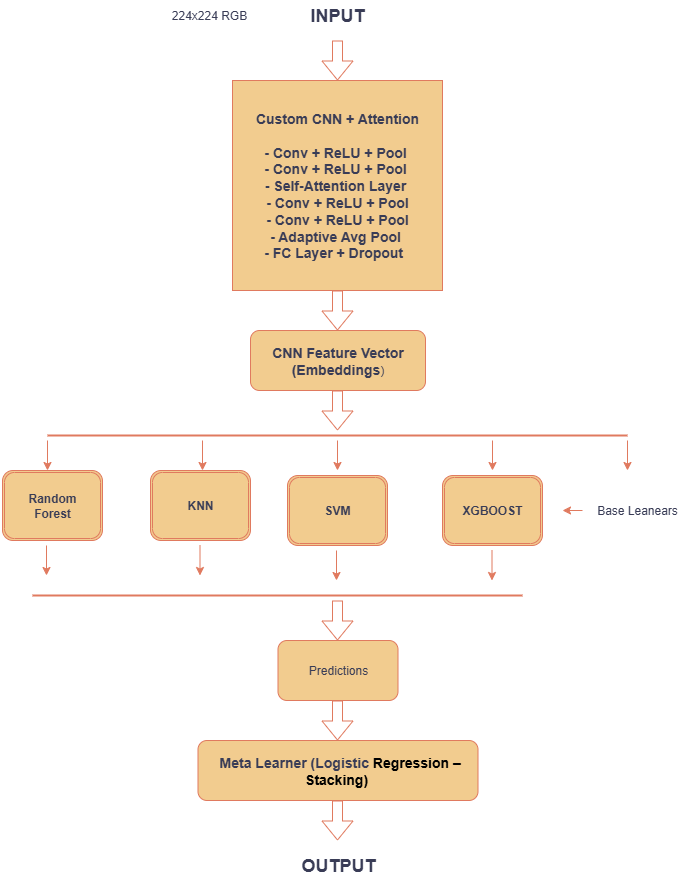 224x224 RGB
INPUT
Custom CNN + Attention
- Conv + ReLU + Pool
- Conv + ReLU + Pool
- Self-Attention Layer
- Conv + ReLU + Pool
- Conv + ReLU + Pool
- Adaptive Avg Pool
- FC Layer + Dropout
CNN Feature Vector
(Embeddings)
Random
Forest
KNN
SVM
XGBOOST
Base Leanears
Predictions
Meta Learner (Logistic Regression –
Stacking)
OUTPUT